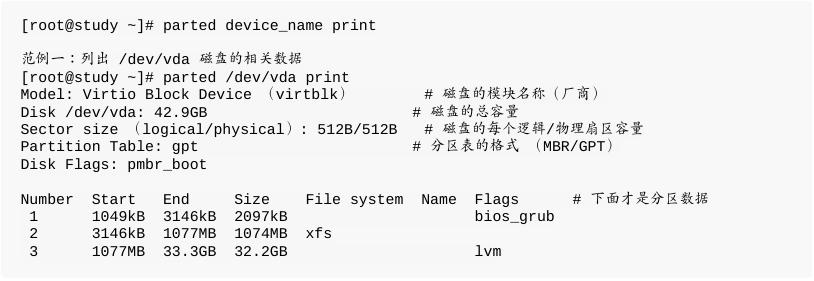 [root@study ~]# parted device_name print
范例一：列出 /dev/vda 磁盘的相关数据
[root@study ~]# parted /dev/vda print
Model: Virtio Block Device （virtblk）         # 磁盘的模块名称（厂商）
Disk /dev/vda: 42.9GB                       # 磁盘的总容量
Sector size （logical/physical）: 512B/512B   # 磁盘的每个逻辑/物理扇区容量
Partition Table: gpt                        # 分区表的格式 （MBR/GPT）
Disk Flags: pmbr_boot
Number  Start   End     Size    File system  Name  Flags      # 下面才是分区数据
 1      1049kB  3146kB  2097kB                     bios_grub
 2      3146kB  1077MB  1074MB  xfs
 3      1077MB  33.3GB  32.2GB                     lvm